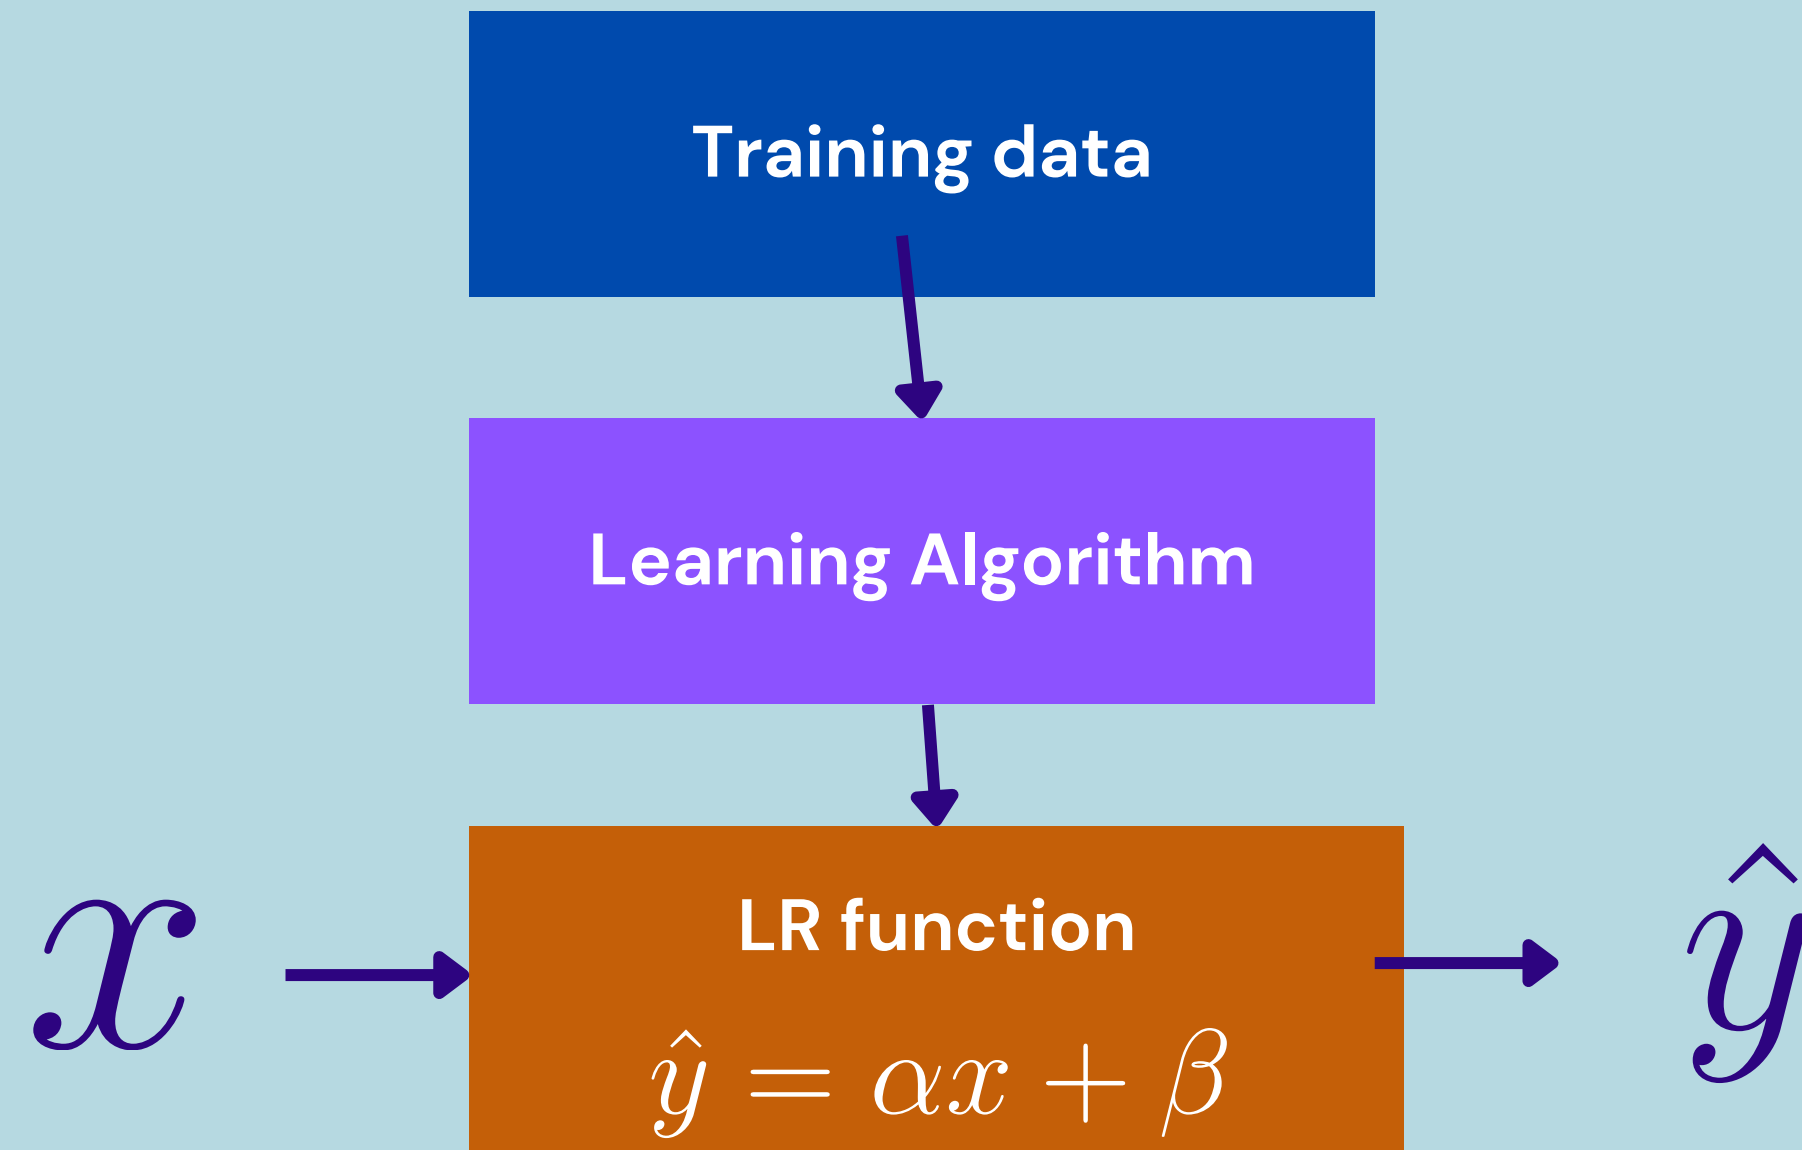 Training data
Learning Algorithm
LR function
x
ŷ
ŷ = αx + β